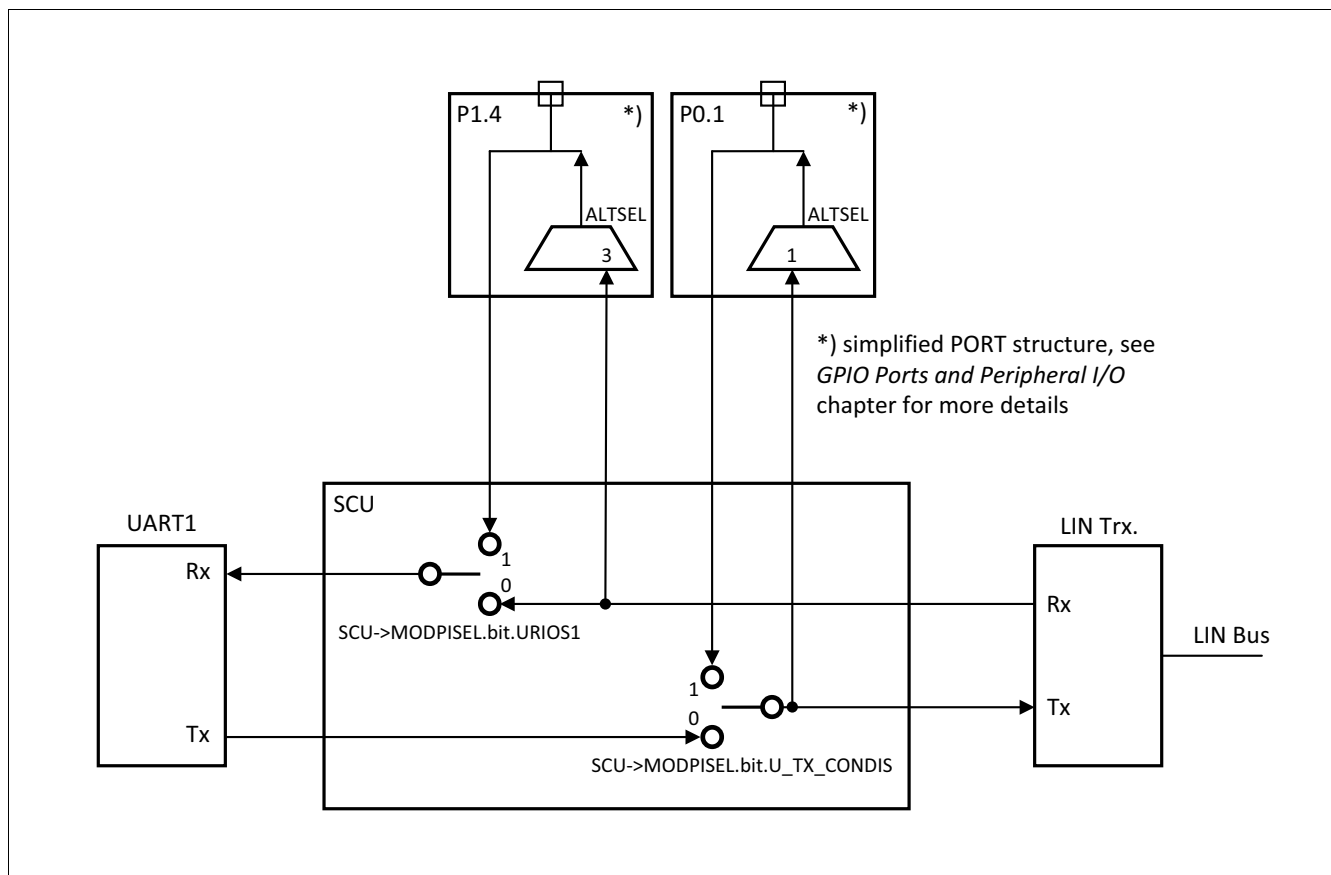 P1.4
*)
P0.1
*)
ALTSEL
3
ALTSEL
1
*) simplified PORT structure, see
GPIO Ports and Peripheral I/O
chapter for more details
SCU
UART1
LIN Trx.
Rx
1
0
Rx
SCU->MODPISEL.bit.URIOS1
LIN Bus
1
0
Tx
Tx
SCU->MODPISEL.bit.U_TX_CONDIS